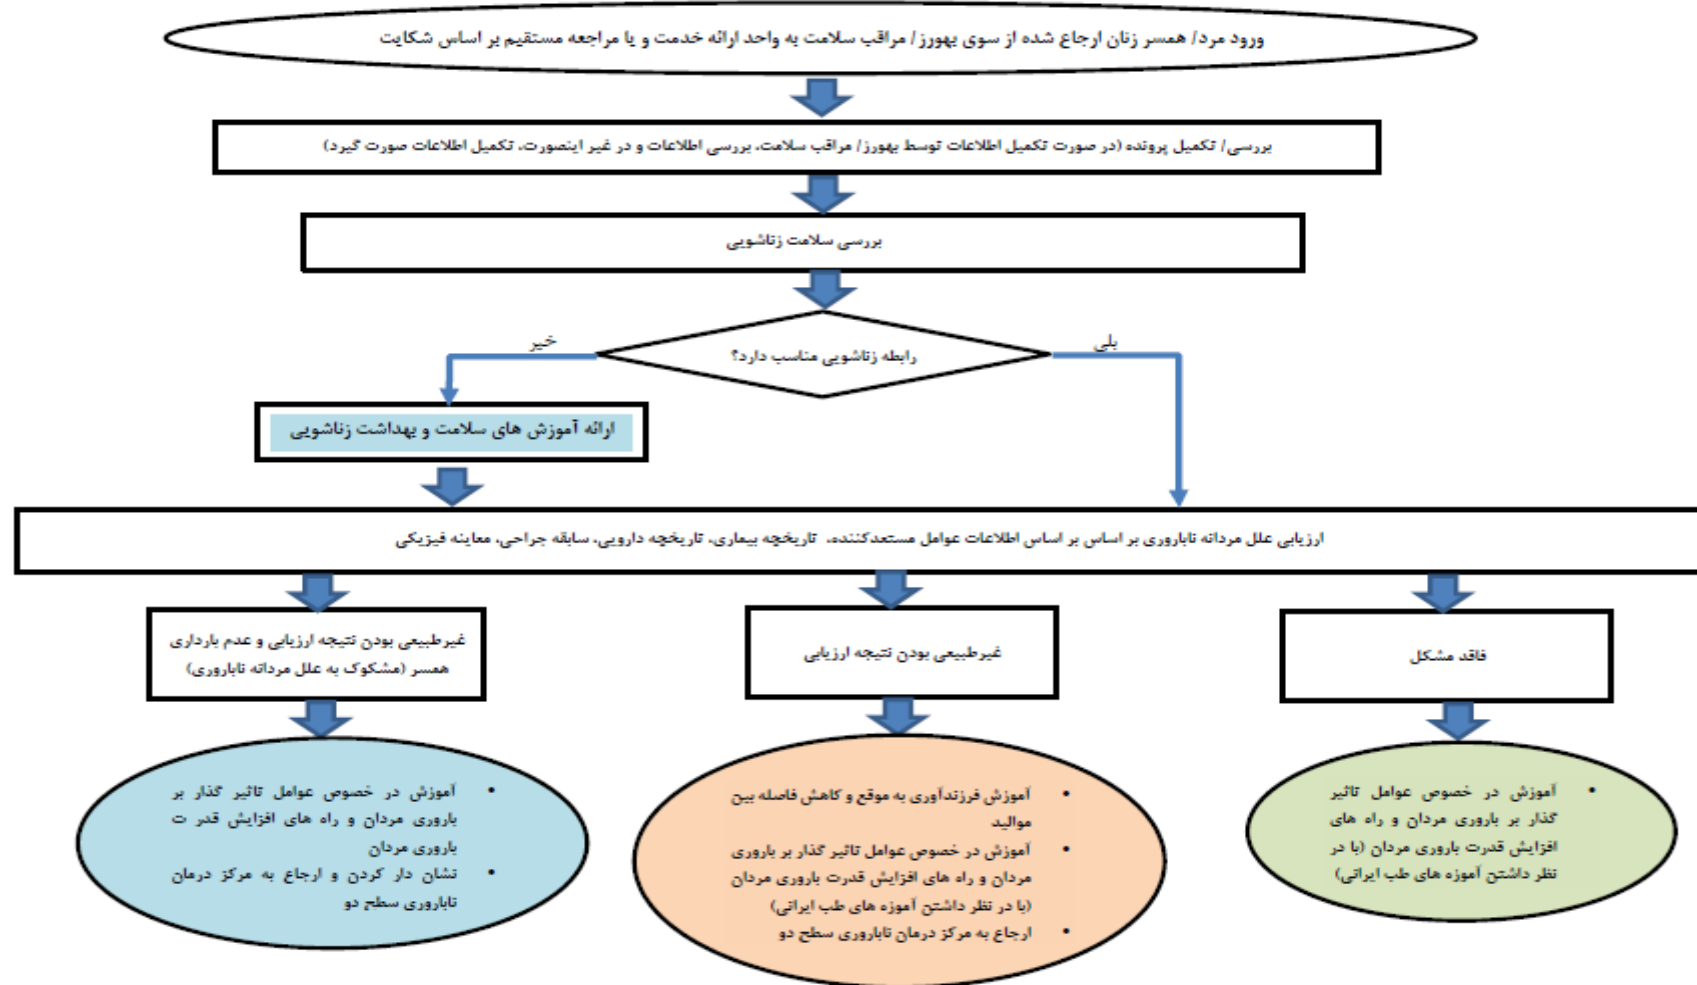 ورود مرد/ همسر زنان ارجاع شده از سوی بهورز/ مراقب سلامت به واحد ارائه خدمت و یا مراجعه مستقیم بر اساس شکایت
بررسی/ تکمیل پرونده (در صورت تکمیل اطلاعات توسط بهورز/ مراقب سلامت، بررسی اطلاعات و در غیر اینصورت، تکمیل اطلاعات صورت گیرد)
بررسی سلامت زناشویی
رابطه زناشویی مناسب دارد؟
بلی
خیر
ارائه آموزش های سلامت و بهداشت زناشویی
ارزیابی علل مردانه ناباروری بر اساس بر اساس اطلاعات عوامل مستعدکننده، تاریخچه بیماری، تاریخچه دارویی، سابقه جراحی، معاینه فیزیکی
فاقد مشکل
غیرطبیعی بودن نتیجه ارزیابی
غیرطبیعی بودن نتیجه ارزیابی و عدم بارداری
همسر (مشکوک به علل مردانه ناباروری)
• آموزش در خصوص عوامل تاثیر
گذار بر باروری مردان و راه های
افزایش قدرت باروری مردان (با در
نظر داشتن آموزه های طب ایرانی)
• آموزش فرزندآوری به موقع و کاهش فاصله بین
موالید
• آموزش در خصوص عوامل تاثیر گذار بر باروری
مردان و راه های افزایش قدرت باروری مردان
(با در نظر داشتن آموزه های طب ایرانی)
• ارجاع به مرکز درمان ناباروری سطح دو
• آموزش در خصوص عوامل تاثیر گذار بر
باروری مردان و راه های افزایش قدر ت
باروری مردان
• نشان دار کردن و ارجاع به مرکز درمان
ناباروری سطح دو